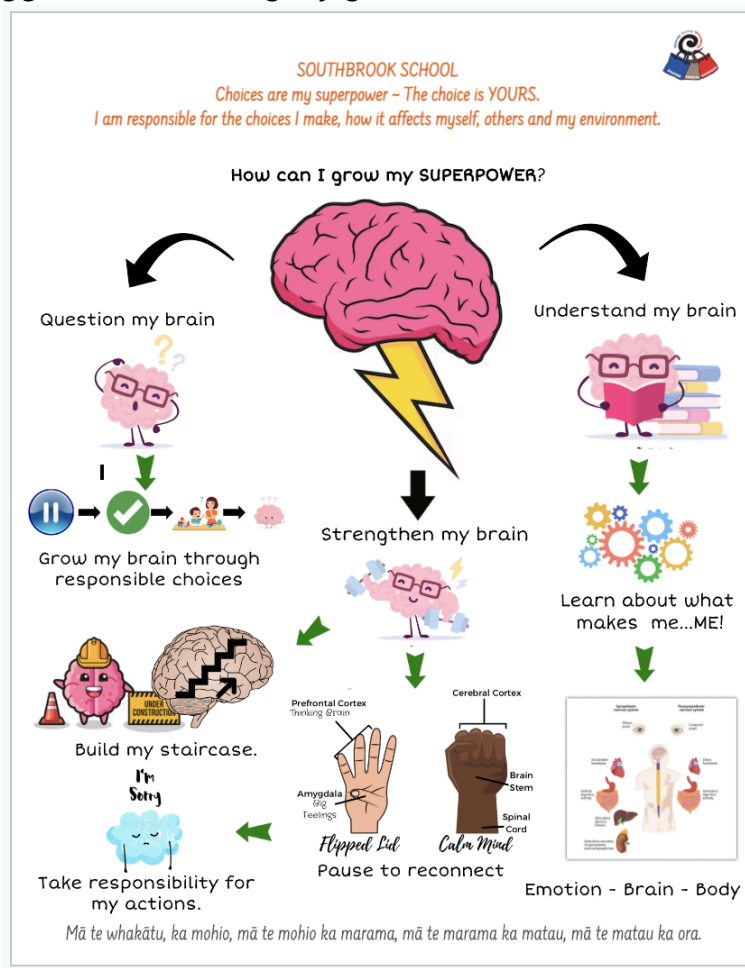 SOUTHBROOK SCHOOL
Choices are my superpower ~ The choice is YOURS.
I am responsible for the choices I make, how it affects myself, others and my environment.
How can I grow my SUPERPOWER?
Question my brain
Understand my brain
I
Grow my brain through
responsible choices
Strengthen my brain
Learn about what
makes me...ME!
UNDER
CONSTRUCTION
Build my staircase.
Prefrontal Cortex
Thinking Brain
Amygdala
Big
Feelings
Flipped Lid
Cerebral Cortex
Brain
Stem
Spinal
Cord
Calm Mind
Pause to reconnect
I'm
Sorry
Take responsibility for
my actions.
Emotion - Brain - Body
Mā te whakātu, ka mohio, mā te mohio ka marama, mā te marama ka matau, mā te matau ka ora.